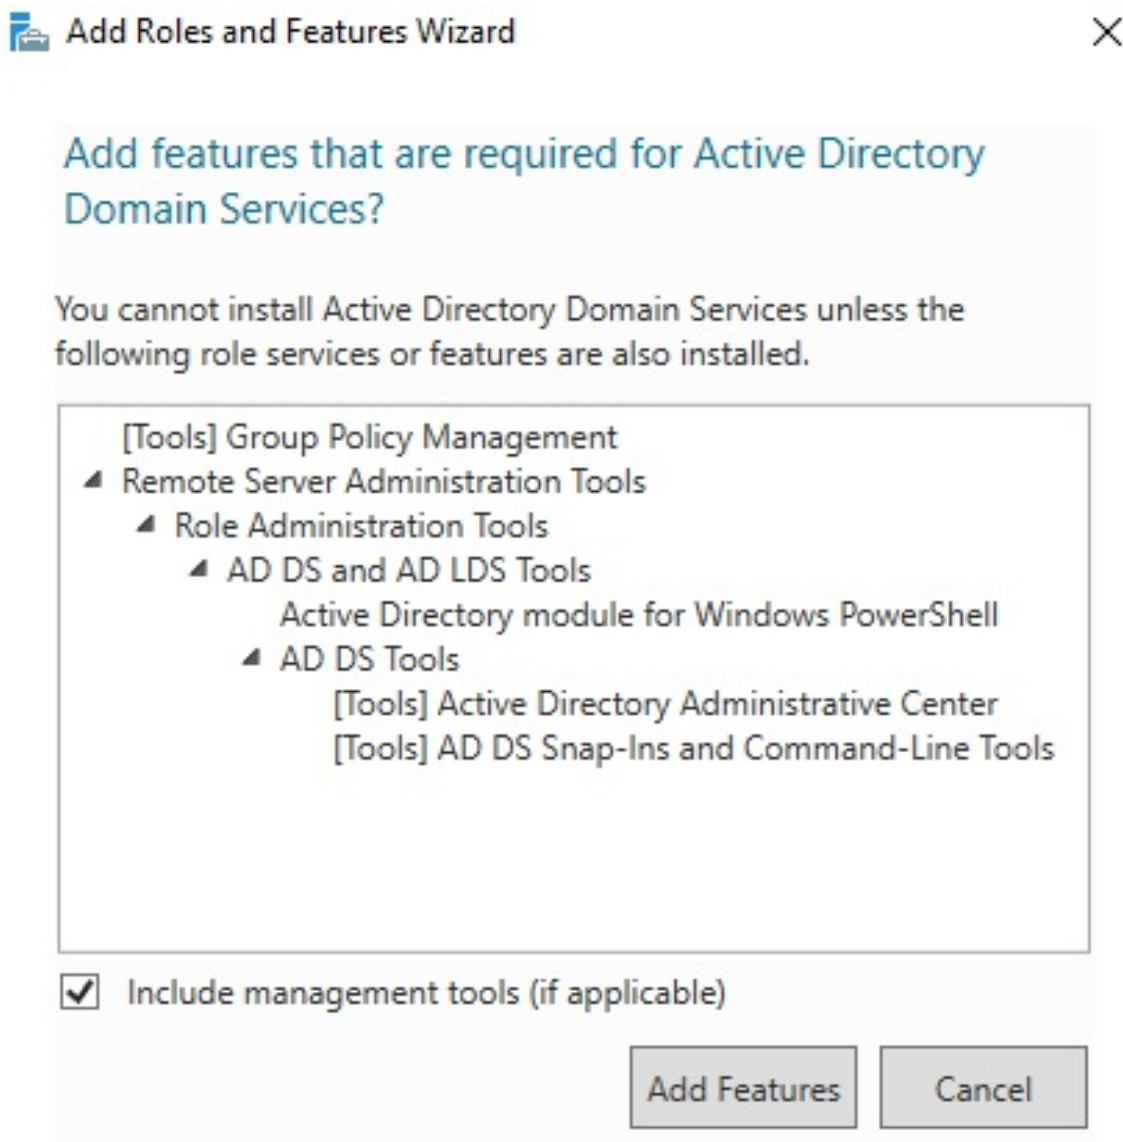 Add Roles and Features Wizard
Add features that are required for Active Directory
Domain Services?
You cannot install Active Directory Domain Services unless the
following role services or features are also installed.
[Tools] Group Policy Management
Remote Server Administration Tools
Role Administration Tools
AD DS and AD LDS Tools
Active Directory module for Windows PowerShell
AD DS Tools
[Tools] Active Directory Administrative Center
[Tools] AD DS Snap-Ins and Command-Line Tools
Include management tools (if applicable)
Add Features
Cancel